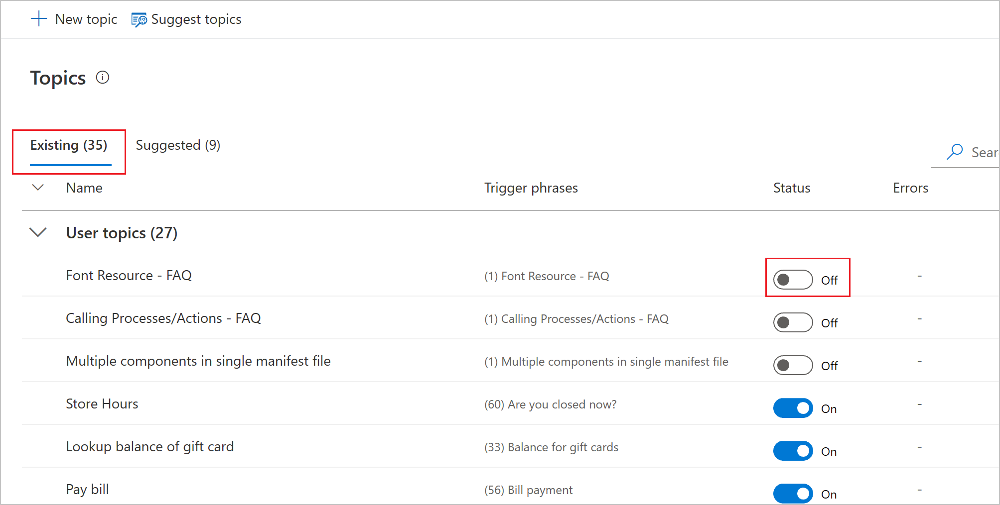 New topic Suggest topics
Topics
Existing (35) Suggested (9)
Sear
Name Trigger phrases Status Errors
User topics (27)
Font Resource - FAQ (1) Font Resource - FAQ Off -
Calling Processes/Actions - FAQ (1) Calling Processes/Actions - FAQ Off -
Multiple components in single manifest file (1) Multiple components in single manifest file Off -
Store Hours (60) Are you closed now? On -
Lookup balance of gift card (33) Balance for gift cards On -
Pay bill (56) Bill payment On -